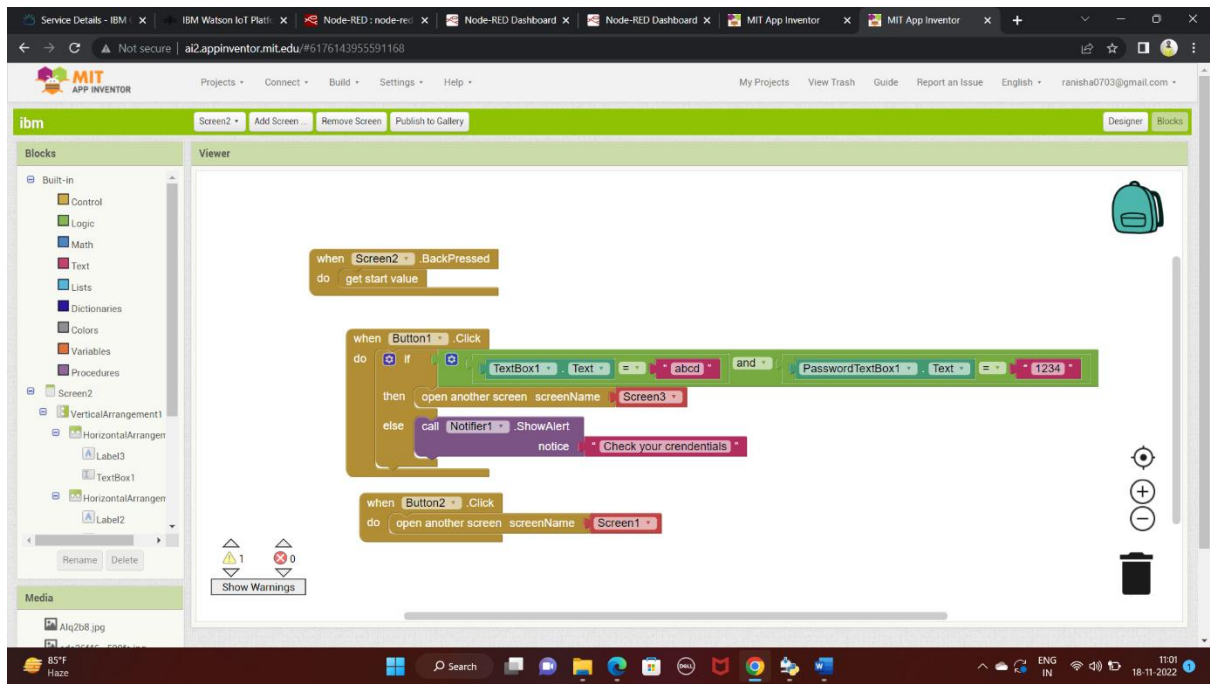 Service Details - IBM C
IBM Watson IoT Platfo
Node-RED : node-red
Node-RED Dashboard
Node-RED Dashboard
MIT App Inventor
MIT App Inventor
Not secure | ai2.appinventor.mit.edu/#6176143955591168
MIT
APP INVENTOR
Projects Connect Build Settings Help My Projects View Trash Guide Report an Issue English ranisha0703@gmail.com
ibm Screen2 Add Screen ... Remove Screen Publish to Gallery Designer Blocks
Blocks Viewer
Built-in
Control
Logic
Math
Text
Lists
Dictionaries
Colors
Variables
Procedures
Screen2
VerticalArrangement1
HorizontalArrangem
Label3
TextBox1
HorizontalArrangem
Label2
Rename Delete
Media
AIq2b8.jpg
when Screen2 .BackPressed
do get start value
when Button1 .Click
do if TextBox1 . Text = " abcd " and PasswordTextBox1 . Text = " 1234 "
then open another screen screenName Screen3
else call Notifier1 .ShowAlert
notice " Check your crendentials "
when Button2 .Click
do open another screen screenName Screen1
1 0
Show Warnings
85°F
Haze
Search
DELL
ENG
IN
11:01
18-11-2022
1